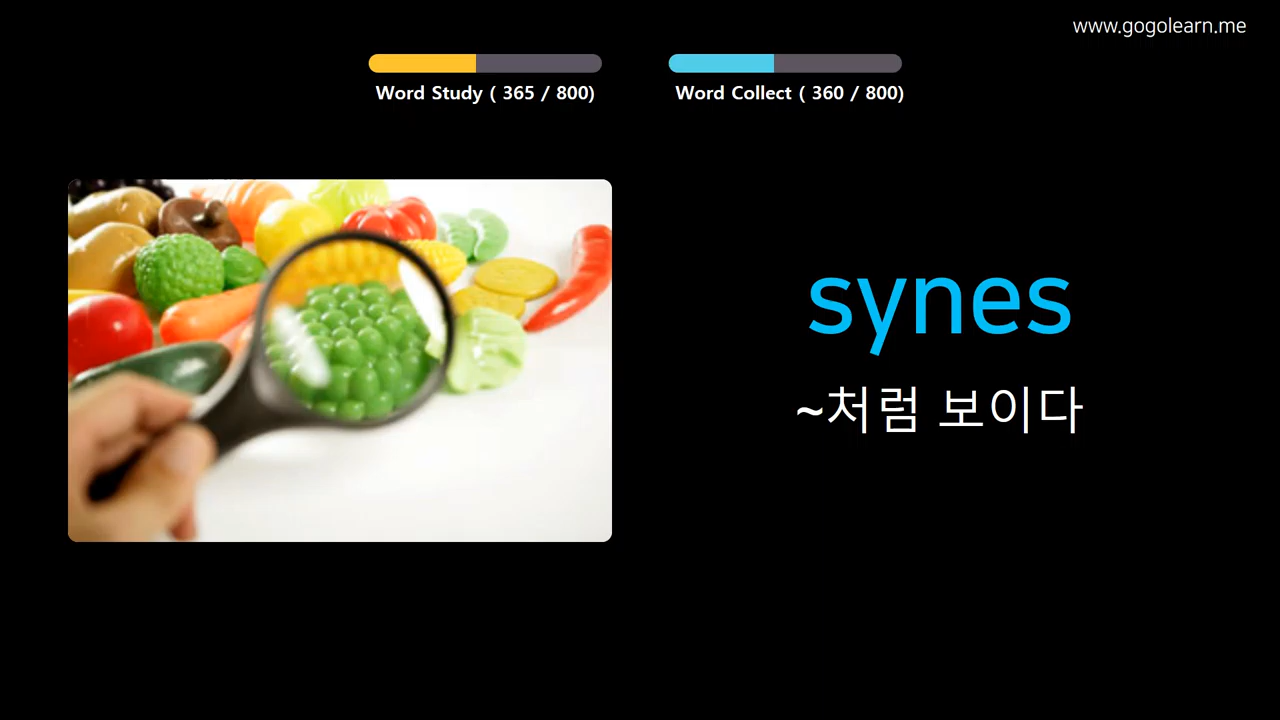 www.gogolearn.me
Word Study ( 365 / 800)
Word Collect ( 360 / 800)
synes
~처럼 보이다